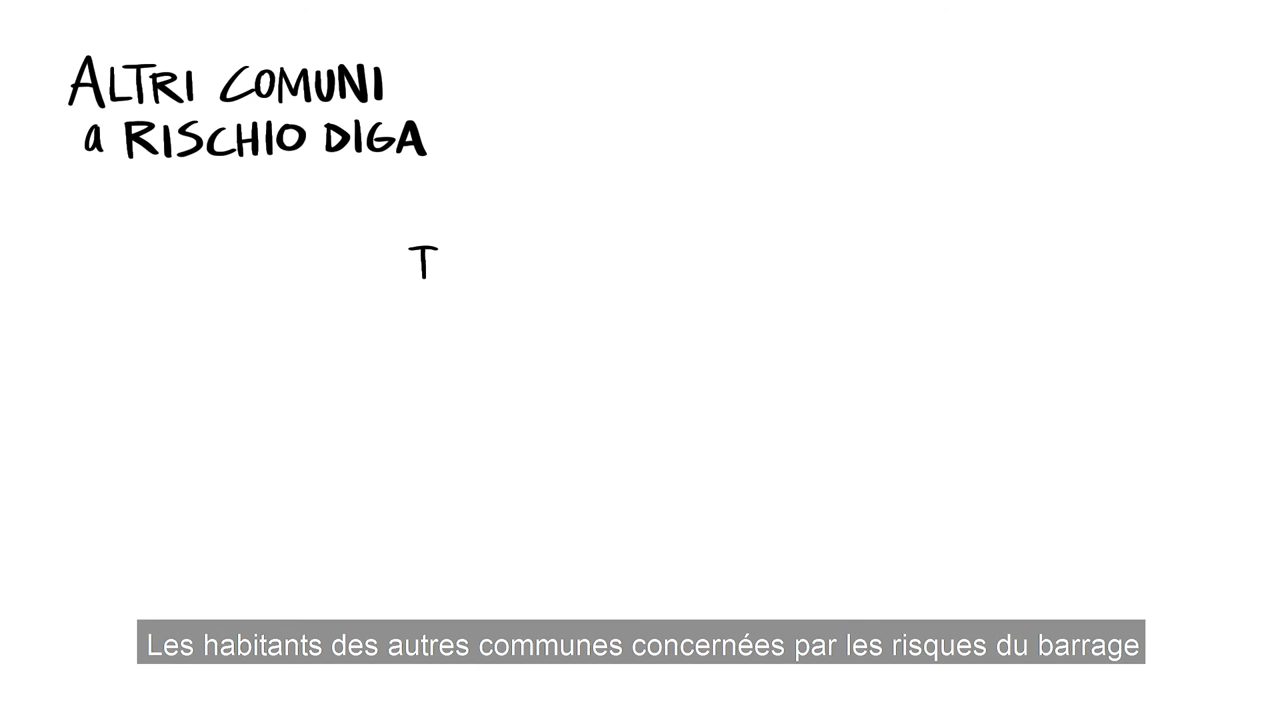 ALTRI COMUNI
a RISCHIO DIGA
T
Les habitants des autres communes concernées par les risques du barrage